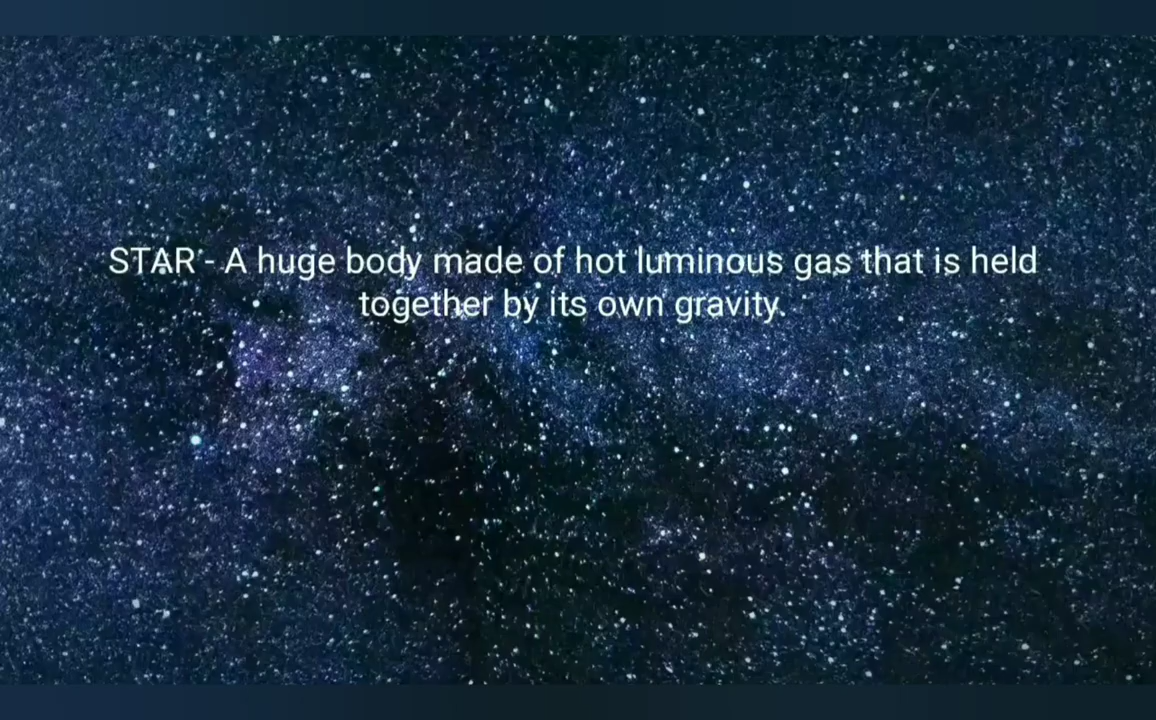 STAR - A huge body made of hot luminous gas that is held
together by its own gravity.